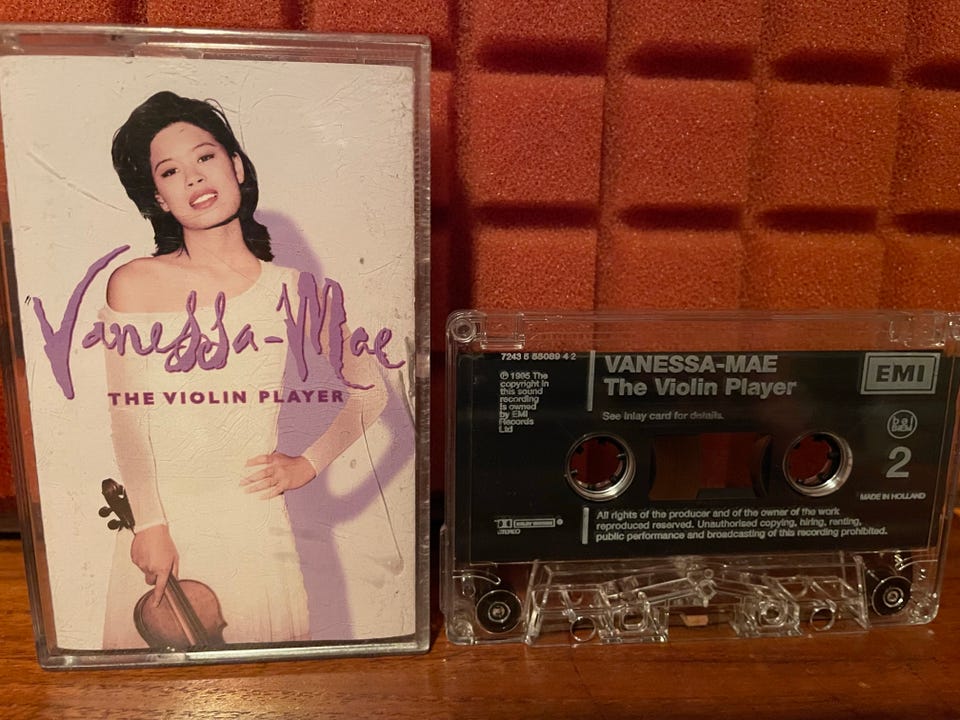 Vanessa-Mae
THE VIOLIN PLAYER
7243 5 55089 4 2
℗ 1995 The
copyright in
this sound
recording
is owned
by EMI
Records
Ltd
VANESSA-MAE
The Violin Player
EMI
See inlay card for details.
bel
BIEM
2
MADE IN HOLLAND
STEREO
All rights of the producer and of the owner of the work
reproduced reserved. Unauthorised copying, hiring, renting,
public performance and broadcasting of this recording prohibited.